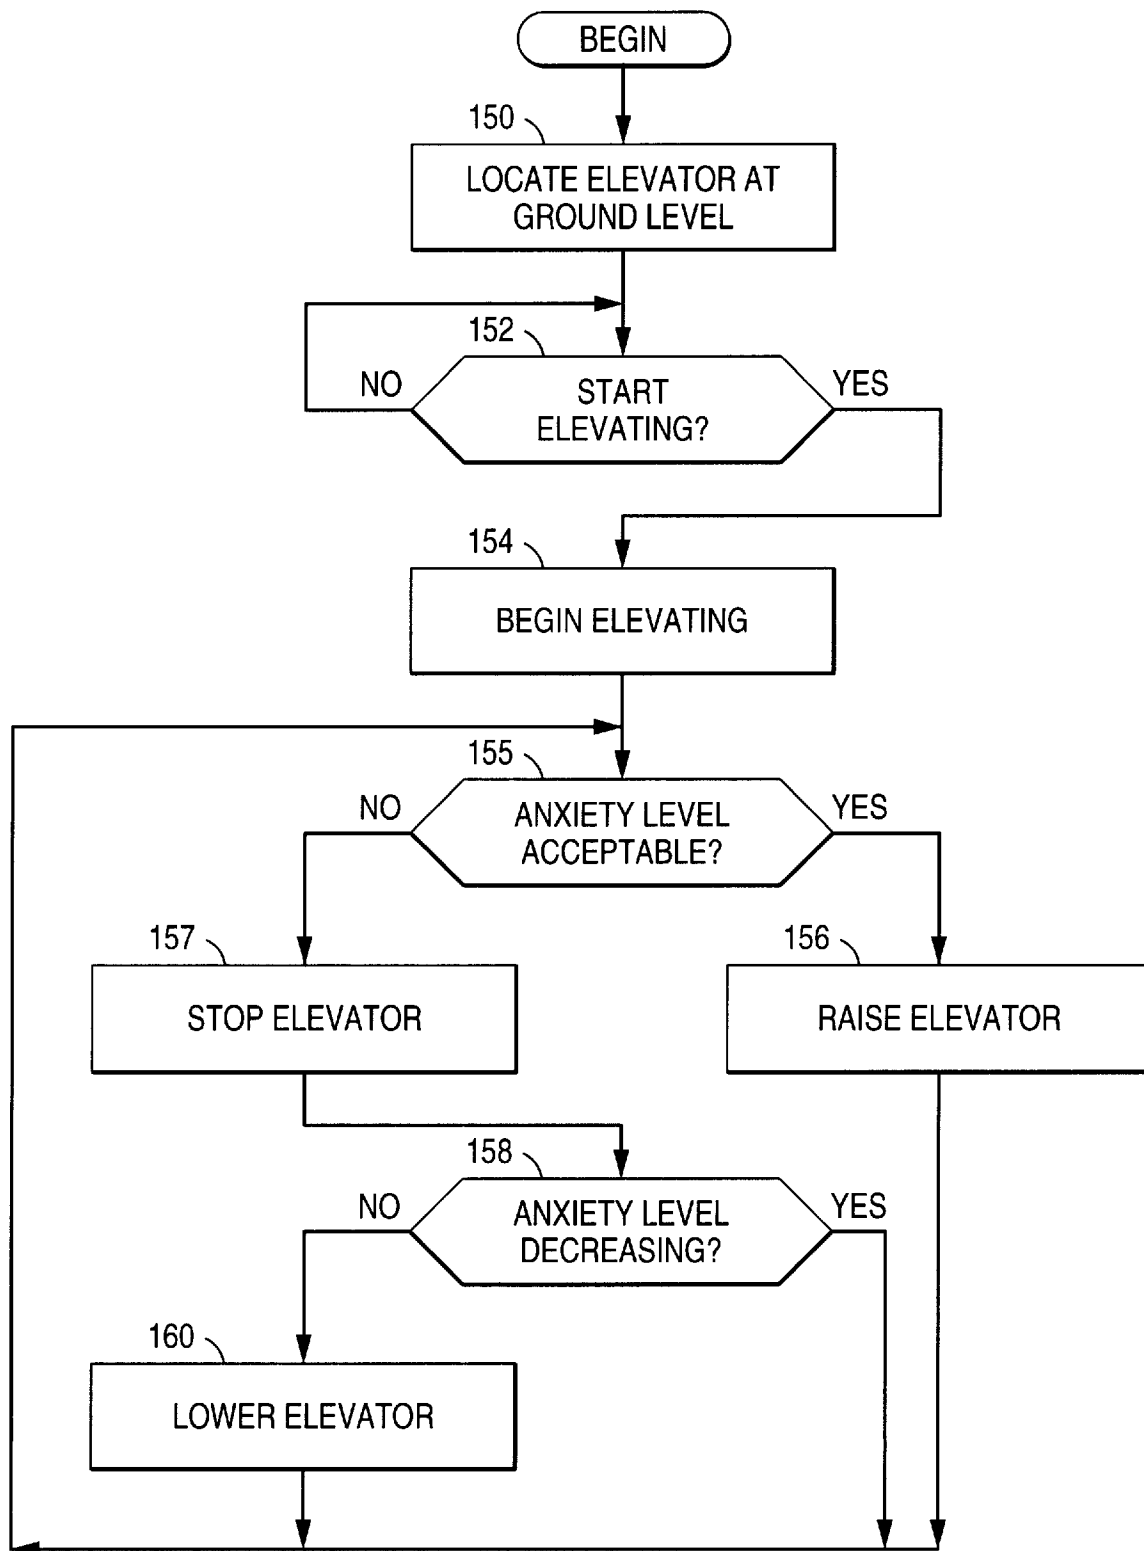 BEGIN
150
LOCATE ELEVATOR AT
GROUND LEVEL
152
NO
START
ELEVATING?
YES
154
BEGIN ELEVATING
155
NO
ANXIETY LEVEL
ACCEPTABLE?
YES
157
STOP ELEVATOR
156
RAISE ELEVATOR
158
NO
ANXIETY LEVEL
DECREASING?
YES
160
LOWER ELEVATOR